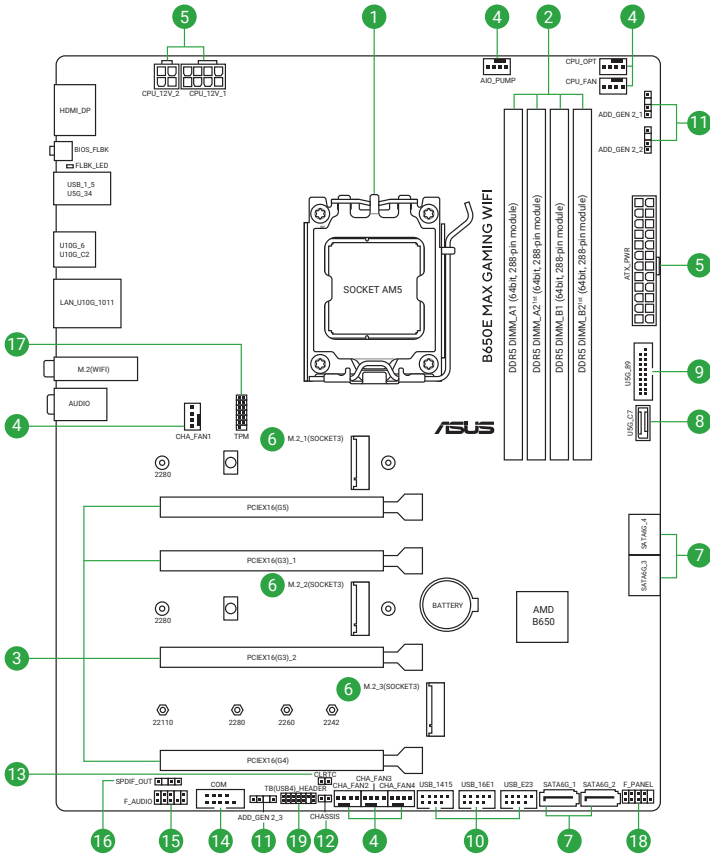 5
1
4
2
4
CPU_12V_2
CPU_12V_1
AIO_PUMP
CPU_OPT
CPU_FAN
HDMI_DP
ADD_GEN 2_1
11
ADD_GEN 2_2
BIOS_FLBK
FLBK_LED
USB_1_5
U5G_34
U10G_6
U10G_C2
LAN_U10G_1011
SOCKET AM5
B650E MAX GAMING WIFI
DDR5 DIMM_A1 (64bit, 288-pin module)
DDR5 DIMM_A2¹ˢᵗ (64bit, 288-pin module)
DDR5 DIMM_B1 (64bit, 288-pin module)
DDR5 DIMM_B2¹ˢᵗ (64bit, 288-pin module)
ATX_PWR
5
17
M.2(WIFI)
U5G_89
9
AUDIO
4
CHA_FAN1
TPM
ASUS
U5G_C7
8
6
M.2_1(SOCKET3)
2280
PCIEX16(G5)
SATA6G_4
7
PCIEX16(G3)_1
SATA6G_3
6
M.2_2(SOCKET3)
2280
BATTERY
AMD
B650
3
PCIEX16(G3)_2
6
M.2_3(SOCKET3)
22110
2280
2260
2242
PCIEX16(G4)
13
CLRTC
SPDIF_OUT
COM
TB(USB4)_HEADER
CHA_FAN3
CHA_FAN2
CHA_FAN4
USB_1415
USB_16E1
USB_E23
SATA6G_1
SATA6G_2
F_PANEL
F_AUDIO
ADD_GEN 2_3
CHASSIS
16
15
14
11
19
12
4
10
7
18